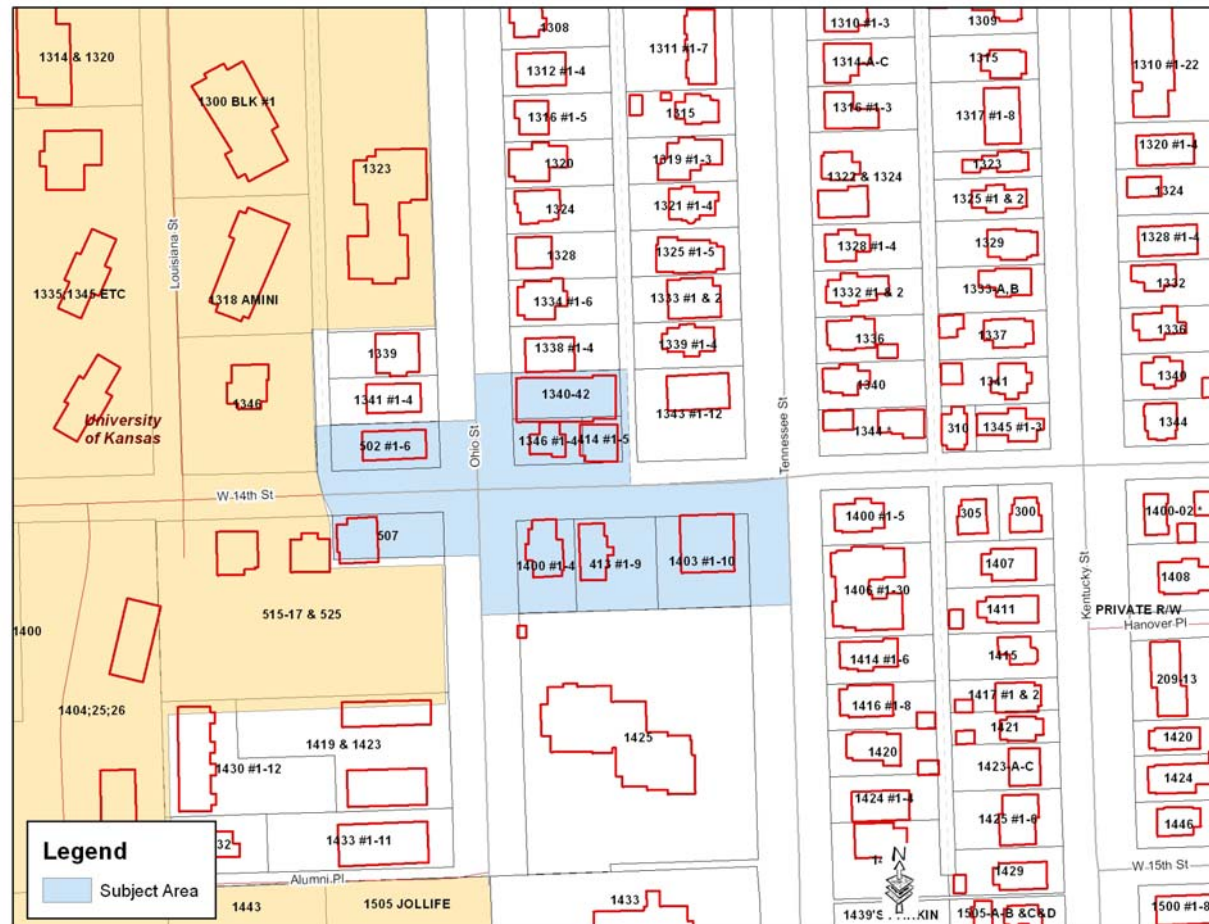 1308
1310 #1-3
1309
1314 & 1320
1311 #1-7
1312 #1-4
1314-A-C
1315
1310 #1-22
1300 BLK #1
1316 #1-5
1315
1316 #1-3
1317 #1-8
1320 #1-4
1323
1320
1319 #1-3
1322 & 1324
1323
1324
1324
1321 #1-4
1325 #1 & 2
Louisiana St
1328
1325 #1-5
1328 #1-4
1329
1328 #1-4
1335;1345 ETC
1318 AMINI
1334 #1-6
1333 #1 & 2
1332 #1 & 2
1333-A,B
1332
1339
1338 #1-4
1339 #1-4
1336
1337
1336
1346
1341 #1-4
1340-42
1343 #1-12
1340
1341
1340
University
of Kansas
502 #1-6
Ohio St
1346 #1-4
414 #1-5
Tennessee St
1344 *
310
1345 #1-3
1344
W 14th St
507
1400 #1-4
413 #1-9
1403 #1-10
1400 #1-5
305
300
1400-02 *
1406 #1-30
1407
Kentucky St
1408
515-17 & 525
1411
PRIVATE R/W
Hanover Pl
1400
1414 #1-6
1415
209-13
1404;25;26
1416 #1-8
1417 #1 & 2
1419 & 1423
1425
1420
1421
1420
1430 #1-12
1423-A-C
1424
1424 #1-4
1425 #1-6
1446
32
1433 #1-11
Legend
Subject Area
N
1429
W 15th St
Alumni Pl
1443
1505 JOLLIFE
1433
1505-A-B &C&D
1500 #1-8